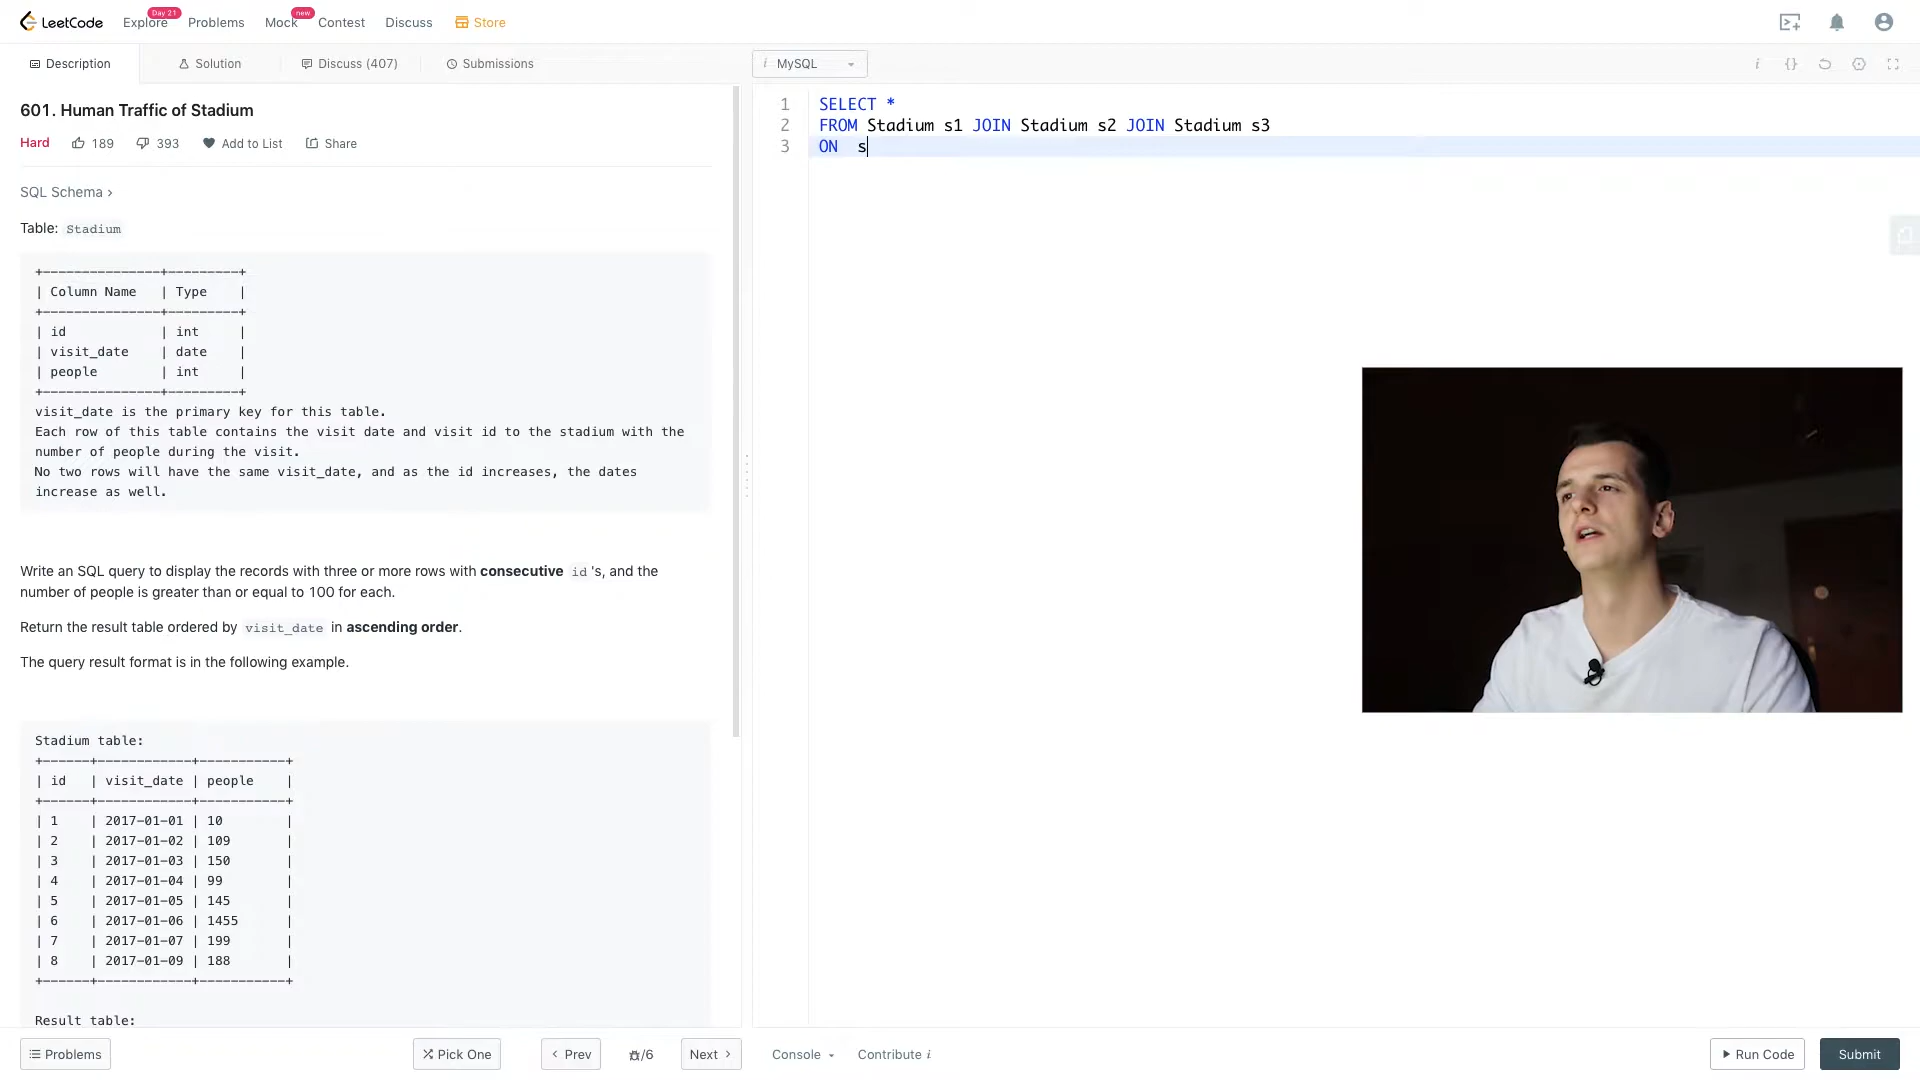 LeetCode
Explore
Day 21
Problems
Mock
new
Contest
Discuss
Store
Description
Solution
Discuss (407)
Submissions
i MySQL
601. Human Traffic of Stadium
Hard
189
393
Add to List
Share
SQL Schema ›
Table: Stadium
+---------------+---------+
| Column Name   | Type    |
+---------------+---------+
| id            | int     |
| visit_date    | date    |
| people        | int     |
+---------------+---------+
visit_date is the primary key for this table.
Each row of this table contains the visit date and visit id to the stadium with the
number of people during the visit.
No two rows will have the same visit_date, and as the id increases, the dates
increase as well.
Write an SQL query to display the records with three or more rows with consecutive id 's, and the
number of people is greater than or equal to 100 for each.
Return the result table ordered by visit_date in ascending order.
The query result format is in the following example.
Stadium table:
+------+------------+-----------+
| id   | visit_date | people    |
+------+------------+-----------+
| 1    | 2017-01-01 | 10        |
| 2    | 2017-01-02 | 109       |
| 3    | 2017-01-03 | 150       |
| 4    | 2017-01-04 | 99        |
| 5    | 2017-01-05 | 145       |
| 6    | 2017-01-06 | 1455      |
| 7    | 2017-01-07 | 199       |
| 8    | 2017-01-09 | 188       |
+------+------------+-----------+
Result table:
1 SELECT *
2 FROM Stadium s1 JOIN Stadium s2 JOIN Stadium s3
3 ON  s
i {}
Problems
Pick One
‹ Prev
/6
Next ›
Console
Contribute i
Run Code
Submit